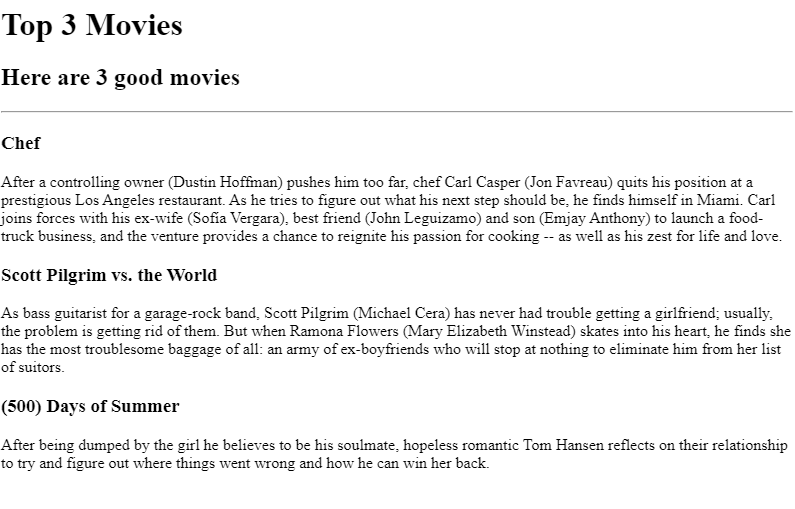 Top 3 Movies
Here are 3 good movies
Chef
After a controlling owner (Dustin Hoffman) pushes him too far, chef Carl Casper (Jon Favreau) quits his position at a
prestigious Los Angeles restaurant. As he tries to figure out what his next step should be, he finds himself in Miami. Carl
joins forces with his ex-wife (Sofía Vergara), best friend (John Leguizamo) and son (Emjay Anthony) to launch a food-
truck business, and the venture provides a chance to reignite his passion for cooking -- as well as his zest for life and love.
Scott Pilgrim vs. the World
As bass guitarist for a garage-rock band, Scott Pilgrim (Michael Cera) has never had trouble getting a girlfriend; usually,
the problem is getting rid of them. But when Ramona Flowers (Mary Elizabeth Winstead) skates into his heart, he finds she
has the most troublesome baggage of all: an army of ex-boyfriends who will stop at nothing to eliminate him from her list
of suitors.
(500) Days of Summer
After being dumped by the girl he believes to be his soulmate, hopeless romantic Tom Hansen reflects on their relationship
to try and figure out where things went wrong and how he can win her back.